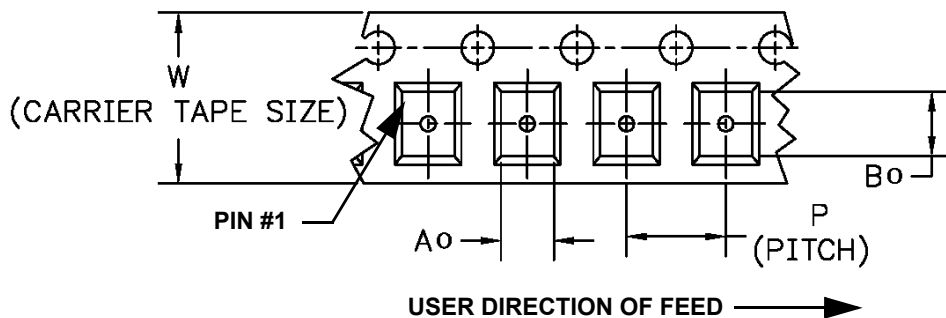 W
(CARRIER TAPE SIZE)
Bo
PIN #1
Ao
P
(PITCH)
USER DIRECTION OF FEED